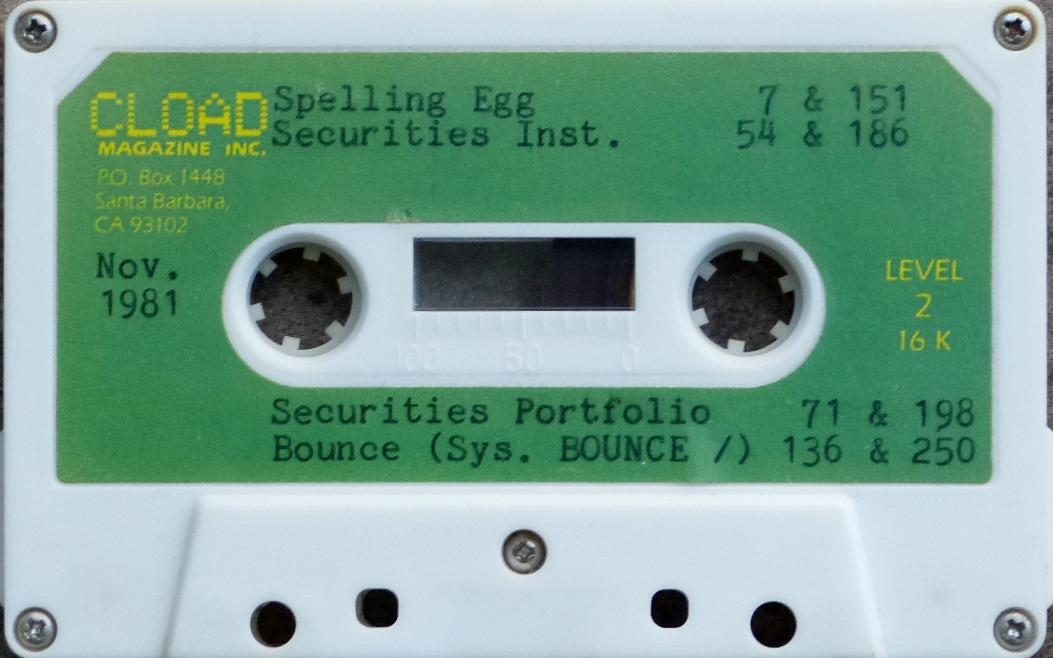 CLOAD
MAGAZINE INC.
P.O. Box 1448
Santa Barbara,
CA 93102
Nov.
1981
Spelling Egg 7 & 151
Securities Inst. 54 & 186
LEVEL
2
16 K
100 50 0
Securities Portfolio 71 & 198
Bounce (Sys. BOUNCE /) 136 & 250